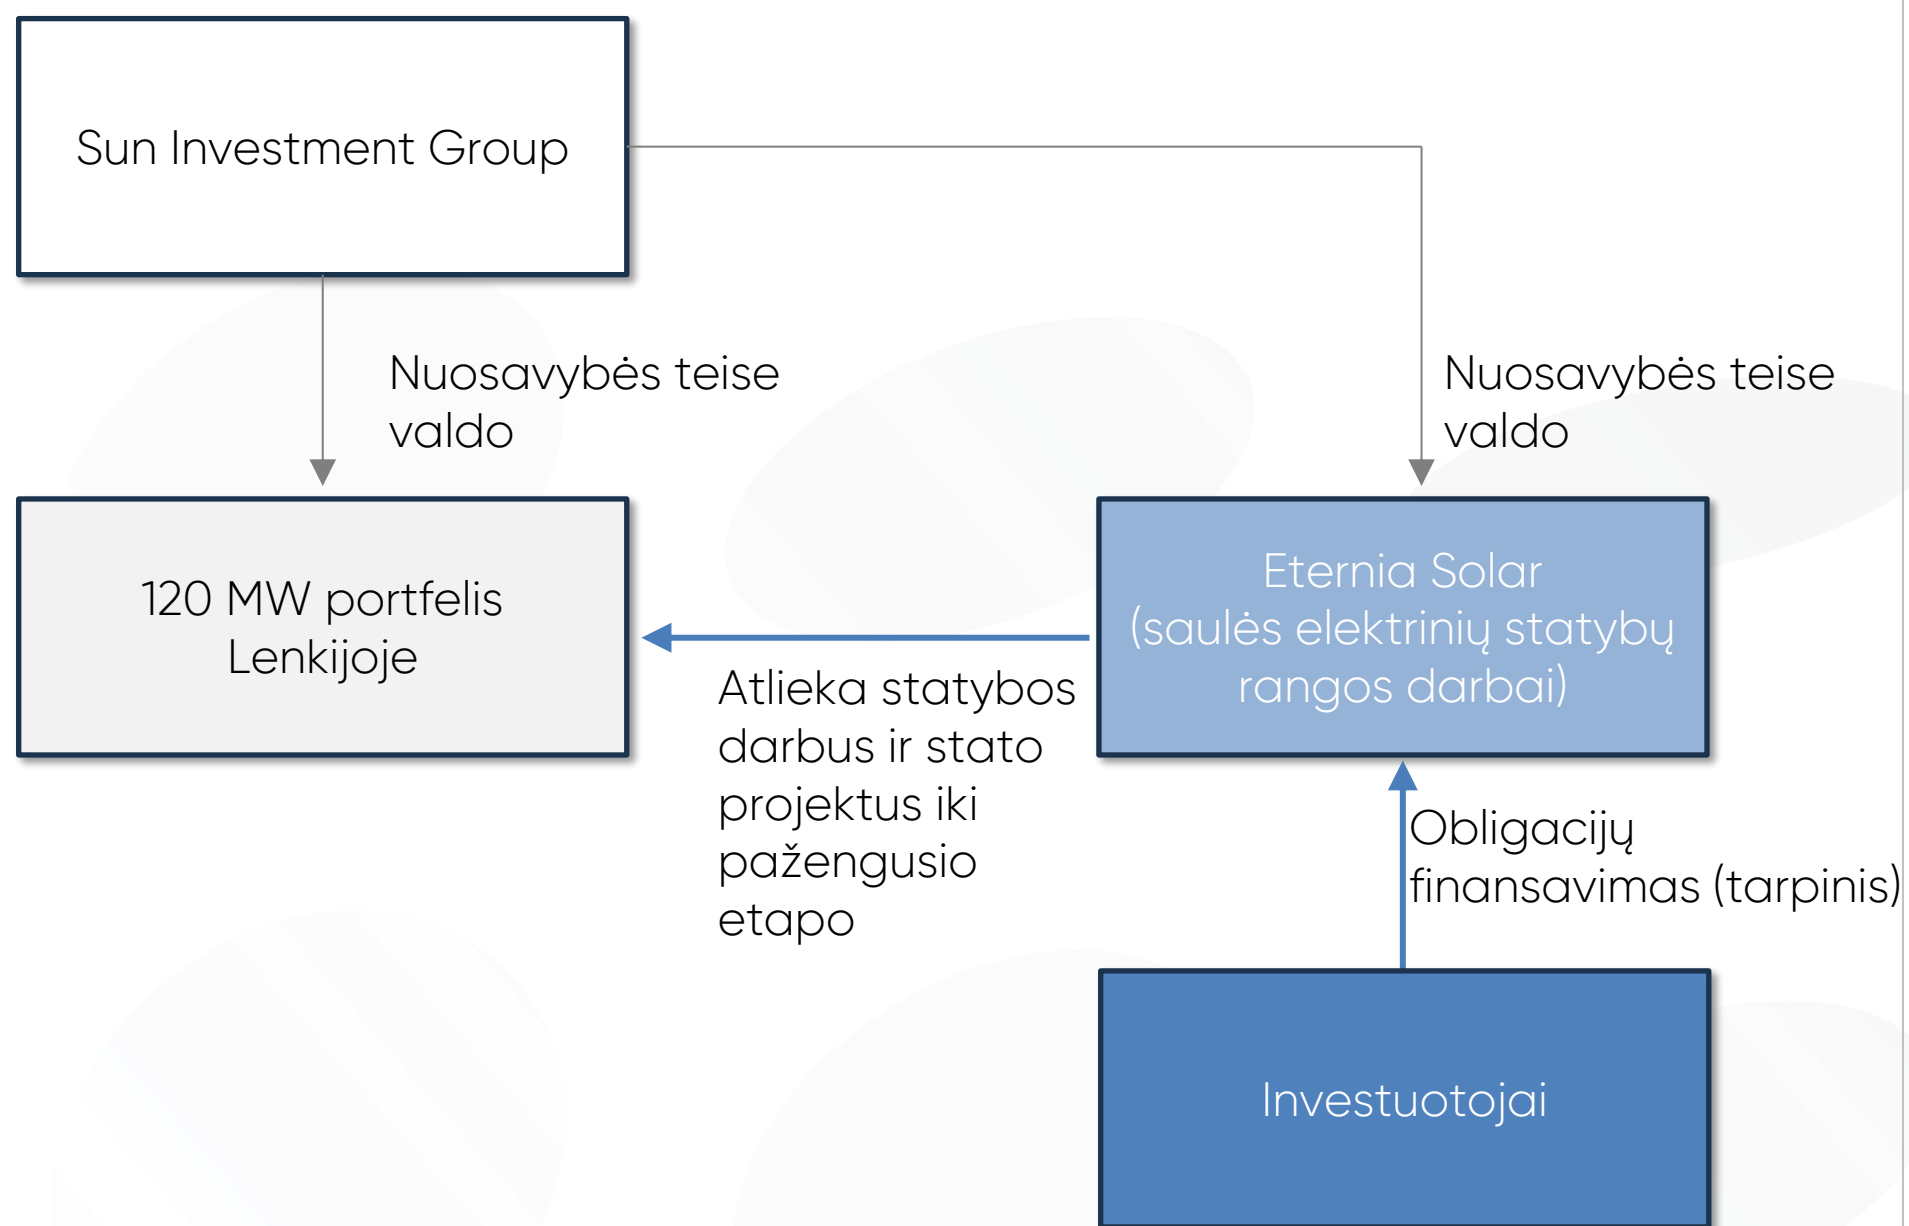 Sun Investment Group
Nuosavybės teise
valdo
Nuosavybės teise
valdo
120 MW portfelis
Lenkijoje
Eternia Solar
(saulės elektrinių statybų
rangos darbai)
Atlieka statybos
darbus ir stato
projektus iki
pažengusio
etapo
Obligacijų
finansavimas (tarpinis)
Investuotojai